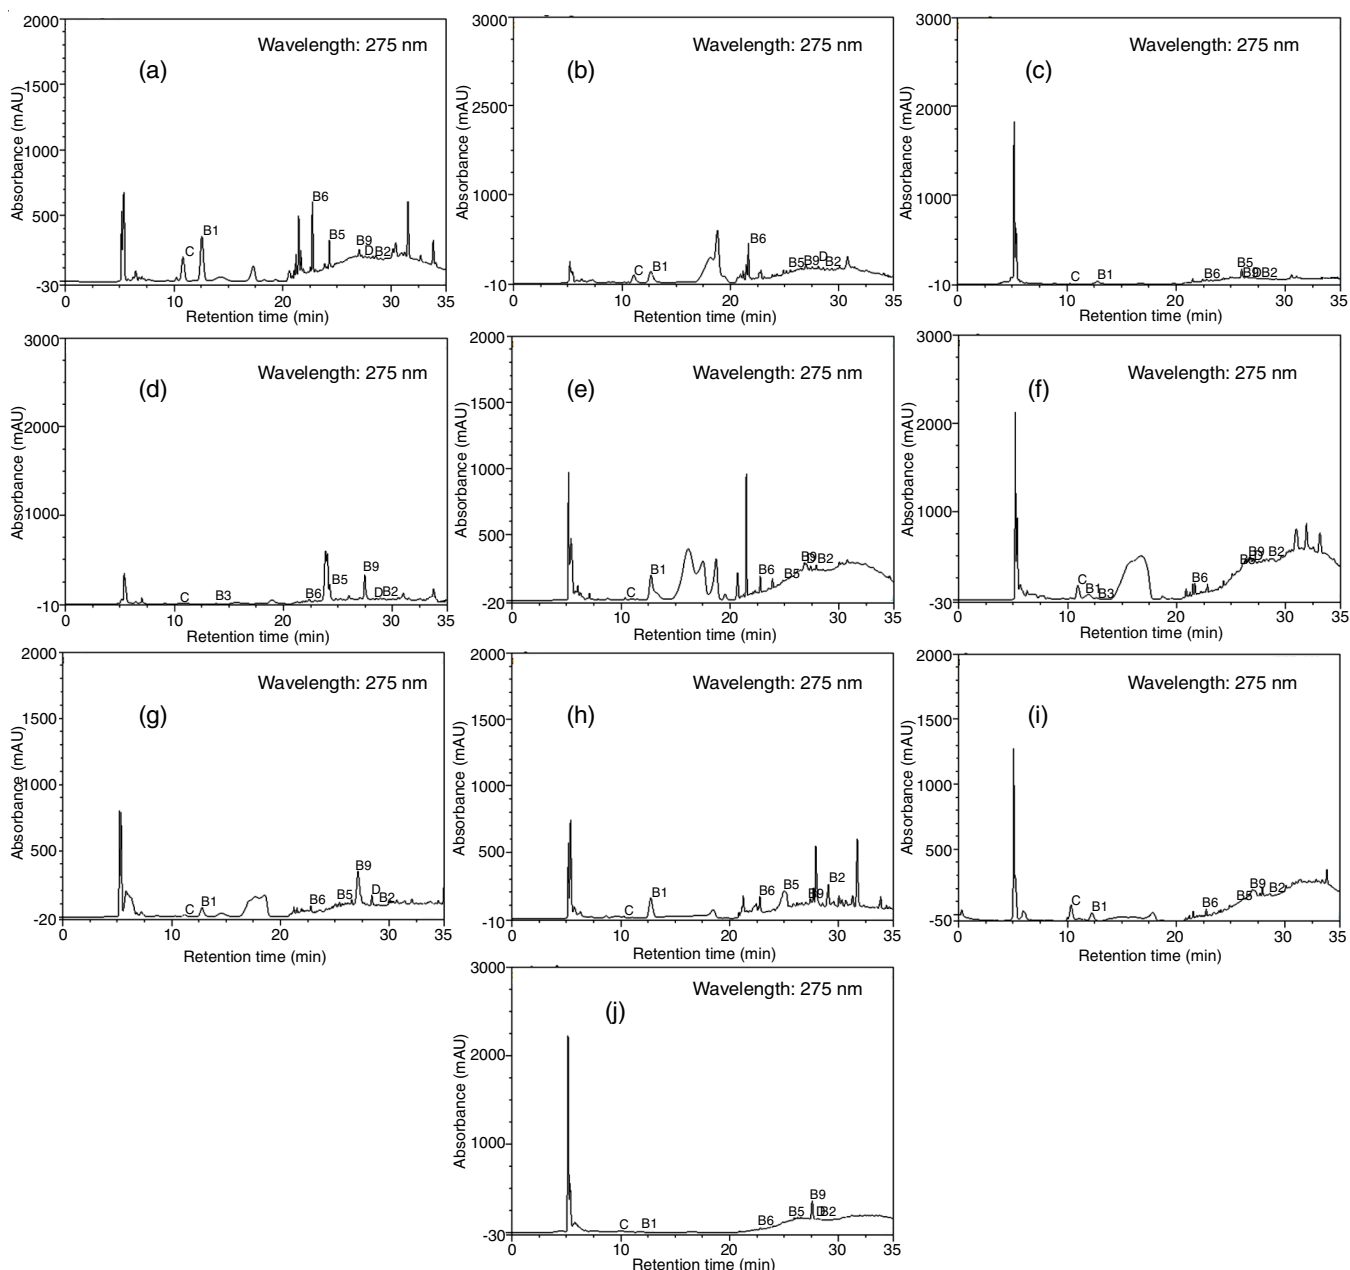 2000
1500
1000
500
-30
Absorbance (mAU)
Wavelength: 275 nm
(a)
C
B1
B6
B5
B9
D
B2
0
10
20
30
35
Retention time (min)
3000
2500
1000
-10
Absorbance (mAU)
Wavelength: 275 nm
(b)
C
B1
B6
B5
B9
D
B2
0
10
20
30
35
Retention time (min)
3000
2000
1000
-10
Absorbance (mAU)
Wavelength: 275 nm
(c)
C
B1
B6
B5
B9
D
B2
0
10
20
30
35
Retention time (min)
3000
2000
1000
-10
Absorbance (mAU)
Wavelength: 275 nm
(d)
C
B3
B6
B5
B9
D
B2
0
10
20
30
35
Retention time (min)
2000
1500
1000
500
-20
Absorbance (mAU)
Wavelength: 275 nm
(e)
C
B1
B6
B5
B9
D
B2
0
10
20
30
35
Retention time (min)
3000
2000
1000
-30
Absorbance (mAU)
Wavelength: 275 nm
(f)
C
B1
B3
B6
B5
B9
D
B2
0
10
20
30
35
Retention time (min)
2000
1500
1000
500
-20
Absorbance (mAU)
Wavelength: 275 nm
(g)
C
B1
B6
B5
B9
D
B2
0
10
20
30
35
Retention time (min)
2000
1500
1000
500
-10
Absorbance (mAU)
Wavelength: 275 nm
(h)
C
B1
B6
B5
B9
B2
0
10
20
30
35
Retention time (min)
2000
1500
1000
500
-50
Absorbance (mAU)
Wavelength: 275 nm
(i)
C
B1
B6
B5
B9
B2
0
10
20
30
35
Retention time (min)
3000
2000
1000
-30
Absorbance (mAU)
Wavelength: 275 nm
(j)
C
B1
B6
B5
B9
D
B2
0
10
20
30
35
Retention time (min)